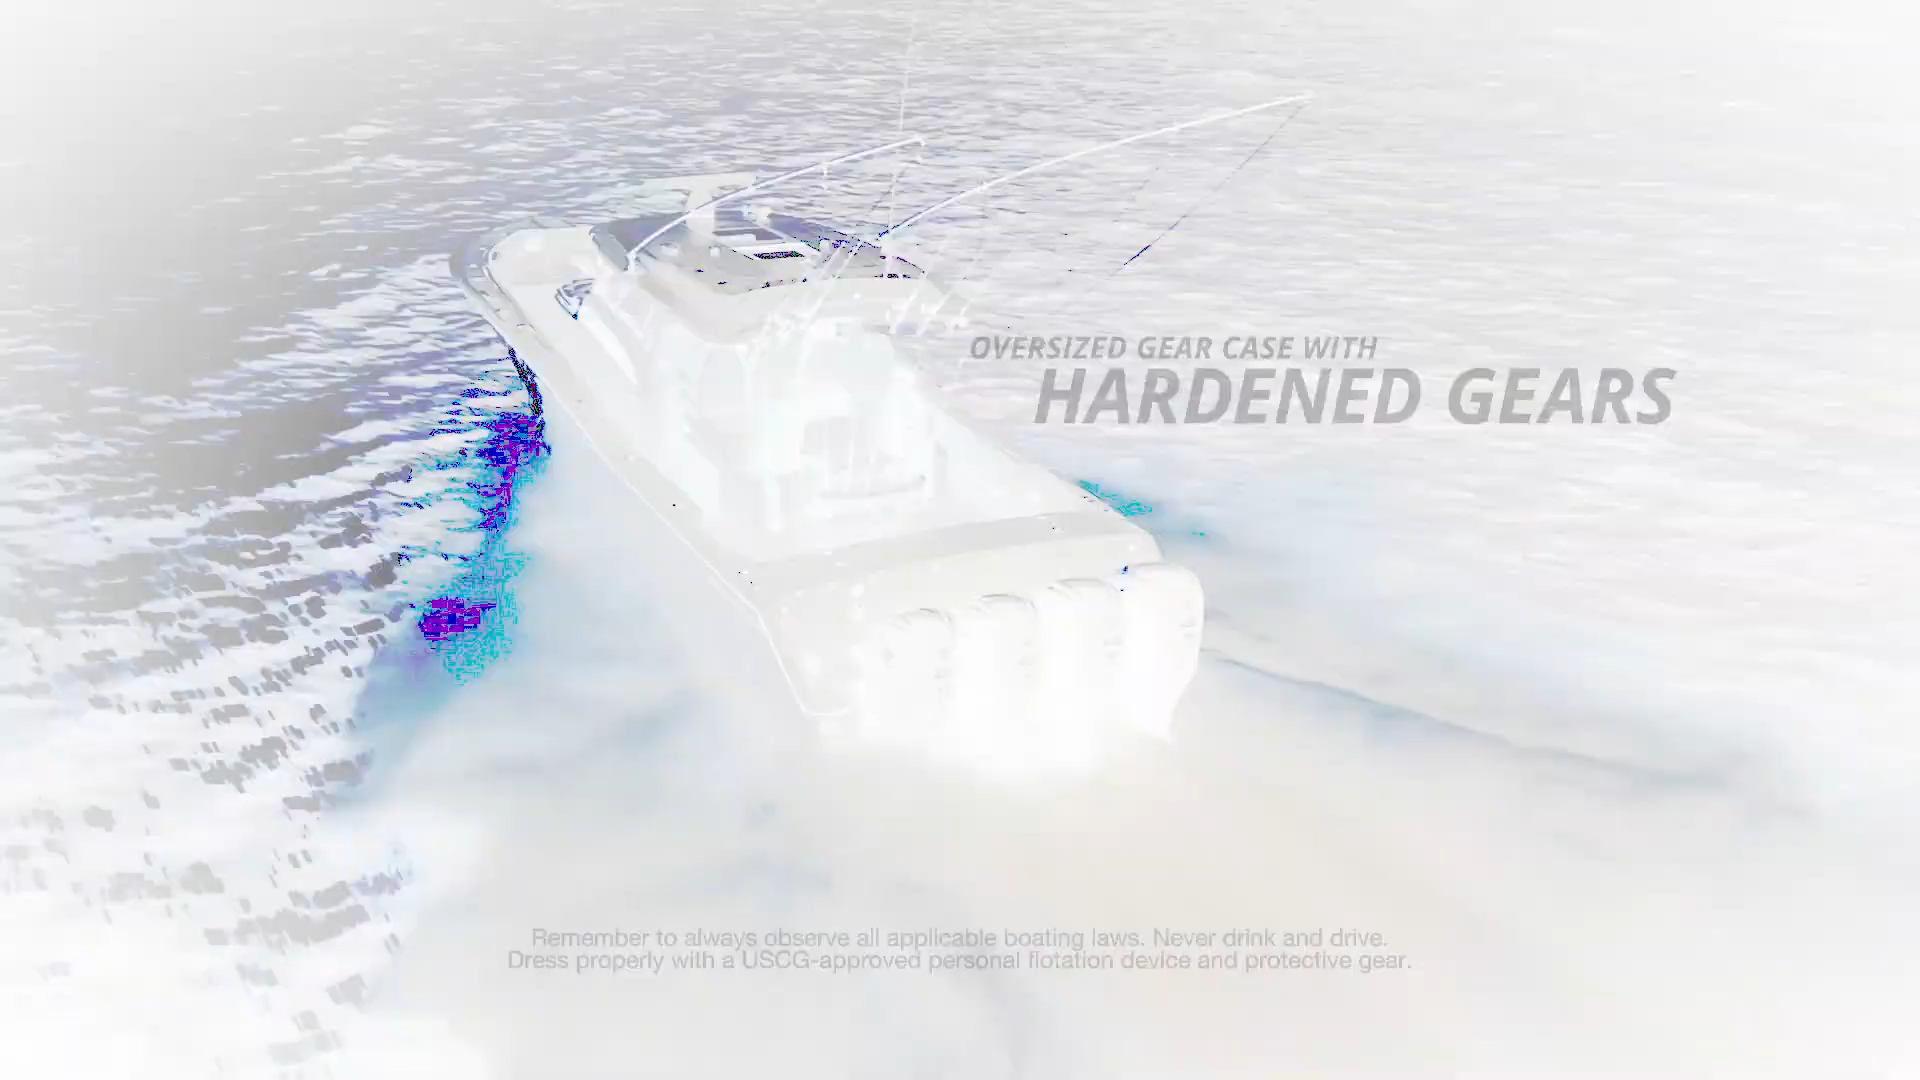 OVERSIZED GEAR CASE WITH
HARDENED GEARS
Remember to always observe all applicable boating laws. Never drink and drive.
Dress properly with a USCG-approved personal flotation device and protective gear.